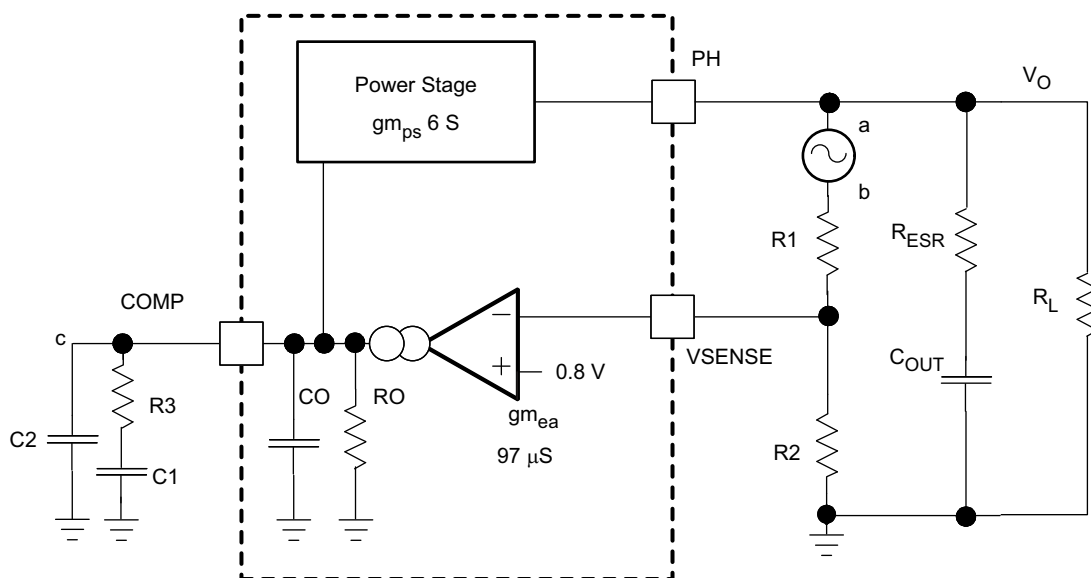 Power Stage
gm_ps 6 S
PH
V_O
a
b
R1
R_ESR
R_L
COMP
c
VSENSE
−
+
0.8 V
gm_ea
97 μS
R3
CO
RO
C_OUT
C2
C1
R2